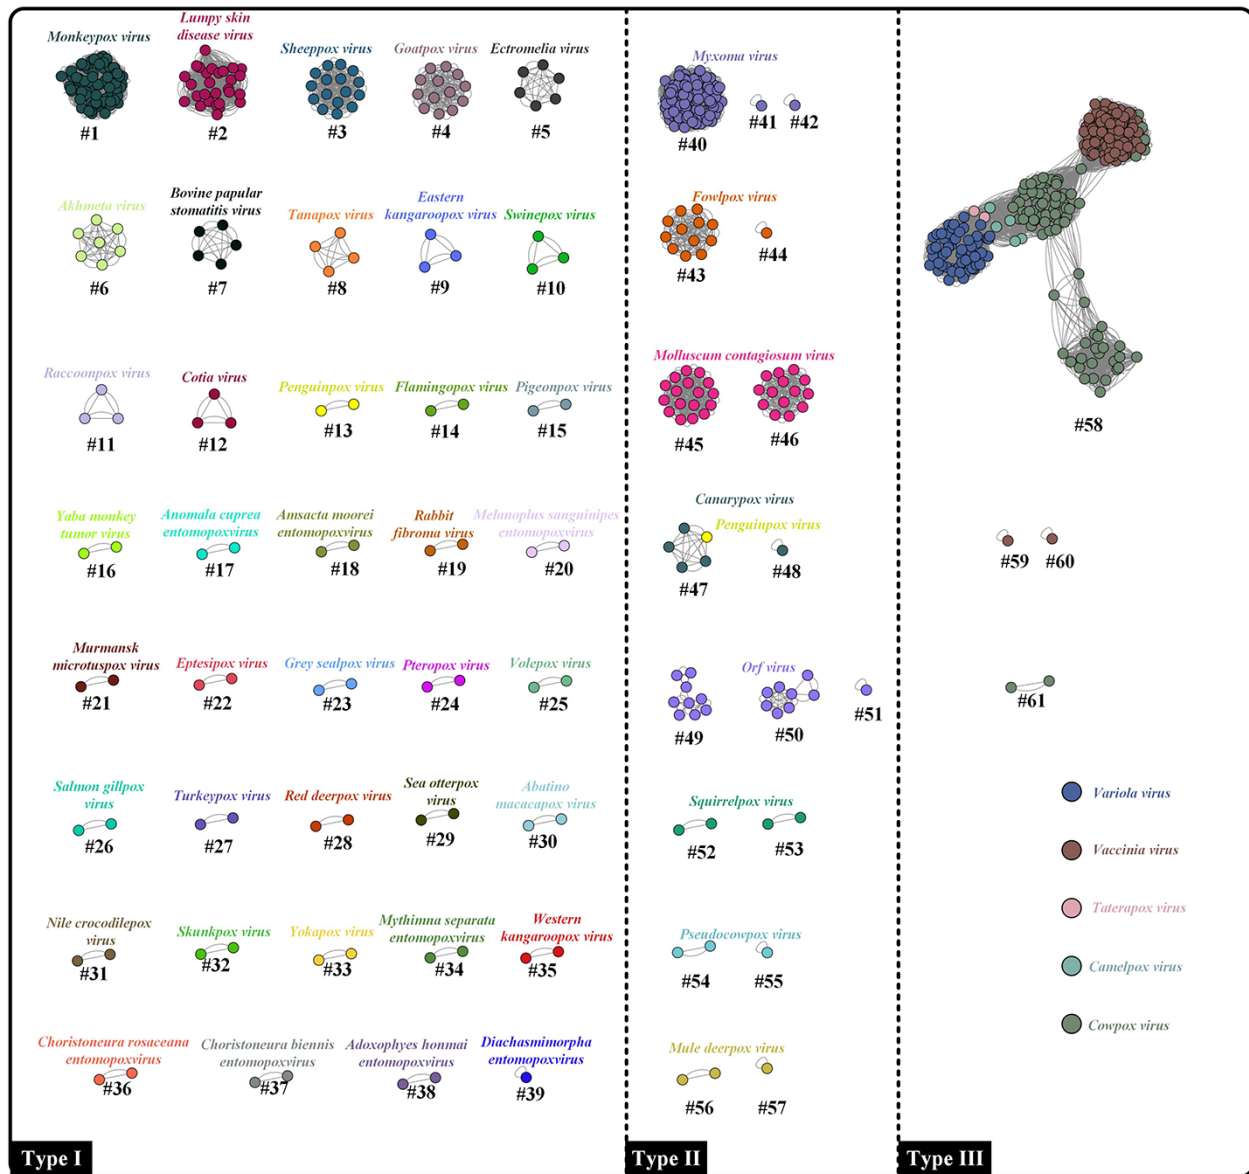 Monkeypox virus
#1
Lumpy skin
disease virus
#2
Sheeppox virus
#3
Goatpox virus
#4
Ectromelia virus
#5
Akhmeta virus
#6
Bovine papular
stomatitis virus
#7
Tanapox virus
#8
Eastern
kangaroopox virus
#9
Swinepox virus
#10
Raccoonpox virus
#11
Cotia virus
#12
Penguinpox virus
#13
Flamingopox virus
#14
Pigeonpox virus
#15
Yaba monkey
tumor virus
#16
Anomala cuprea
entomopoxvirus
#17
Amsacta moorei
entomopoxvirus
#18
Rabbit
fibroma virus
#19
Melanoplus sanguinipes
entomopoxvirus
#20
Murmansk
microtuspox virus
#21
Eptesipox virus
#22
Grey sealpox virus
#23
Pteropox virus
#24
Volepox virus
#25
Salmon gillpox
virus
#26
Turkeypox virus
#27
Red deerpox virus
#28
Sea otterpox
virus
#29
Abatino
macacapox virus
#30
Nile crocodilepox
virus
#31
Skunkpox virus
#32
Yokapox virus
#33
Mythimna separata
entomopoxvirus
#34
Western
kangaroopox virus
#35
Choristoneura rosaceana
entomopoxvirus
#36
Choristoneura biennis
entomopoxvirus
#37
Adoxophyes honmai
entomopoxvirus
#38
Diachasmimorpha
entomopoxvirus
#39
Type I
Myxoma virus
#40
#41
#42
Fowlpox virus
#43
#44
Molluscum contagiosum virus
#45
#46
Canarypox virus
Penguinpox virus
#47
#48
Orf virus
#49
#50
#51
Squirrelpox virus
#52
#53
Pseudocowpox virus
#54
#55
Mule deerpox virus
#56
#57
Type II
#58
#59
#60
#61
Variola virus
Vaccinia virus
Taterapox virus
Camelpox virus
Cowpox virus
Type III